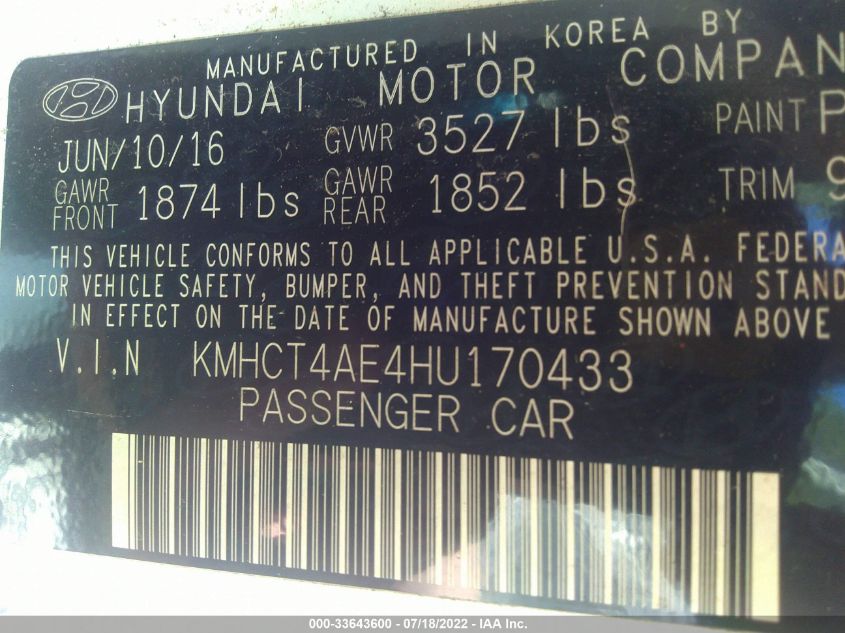 MANUFACTURED IN KOREA BY
HYUNDAI MOTOR COMPAN
JUN/10/16 GVWR 3527 lbs PAINT P
GAWR FRONT 1874 lbs GAWR REAR 1852 lbs TRIM 9
THIS VEHICLE CONFORMS TO ALL APPLICABLE U.S.A. FEDERA
MOTOR VEHICLE SAFETY, BUMPER, AND THEFT PREVENTION STAND
IN EFFECT ON THE DATE OF MANUFACTURE SHOWN ABOVE
V.I.N KMHCT4AE4HU170433
PASSENGER CAR
000-33643600 / 07/18/2022 - IAA Inc.